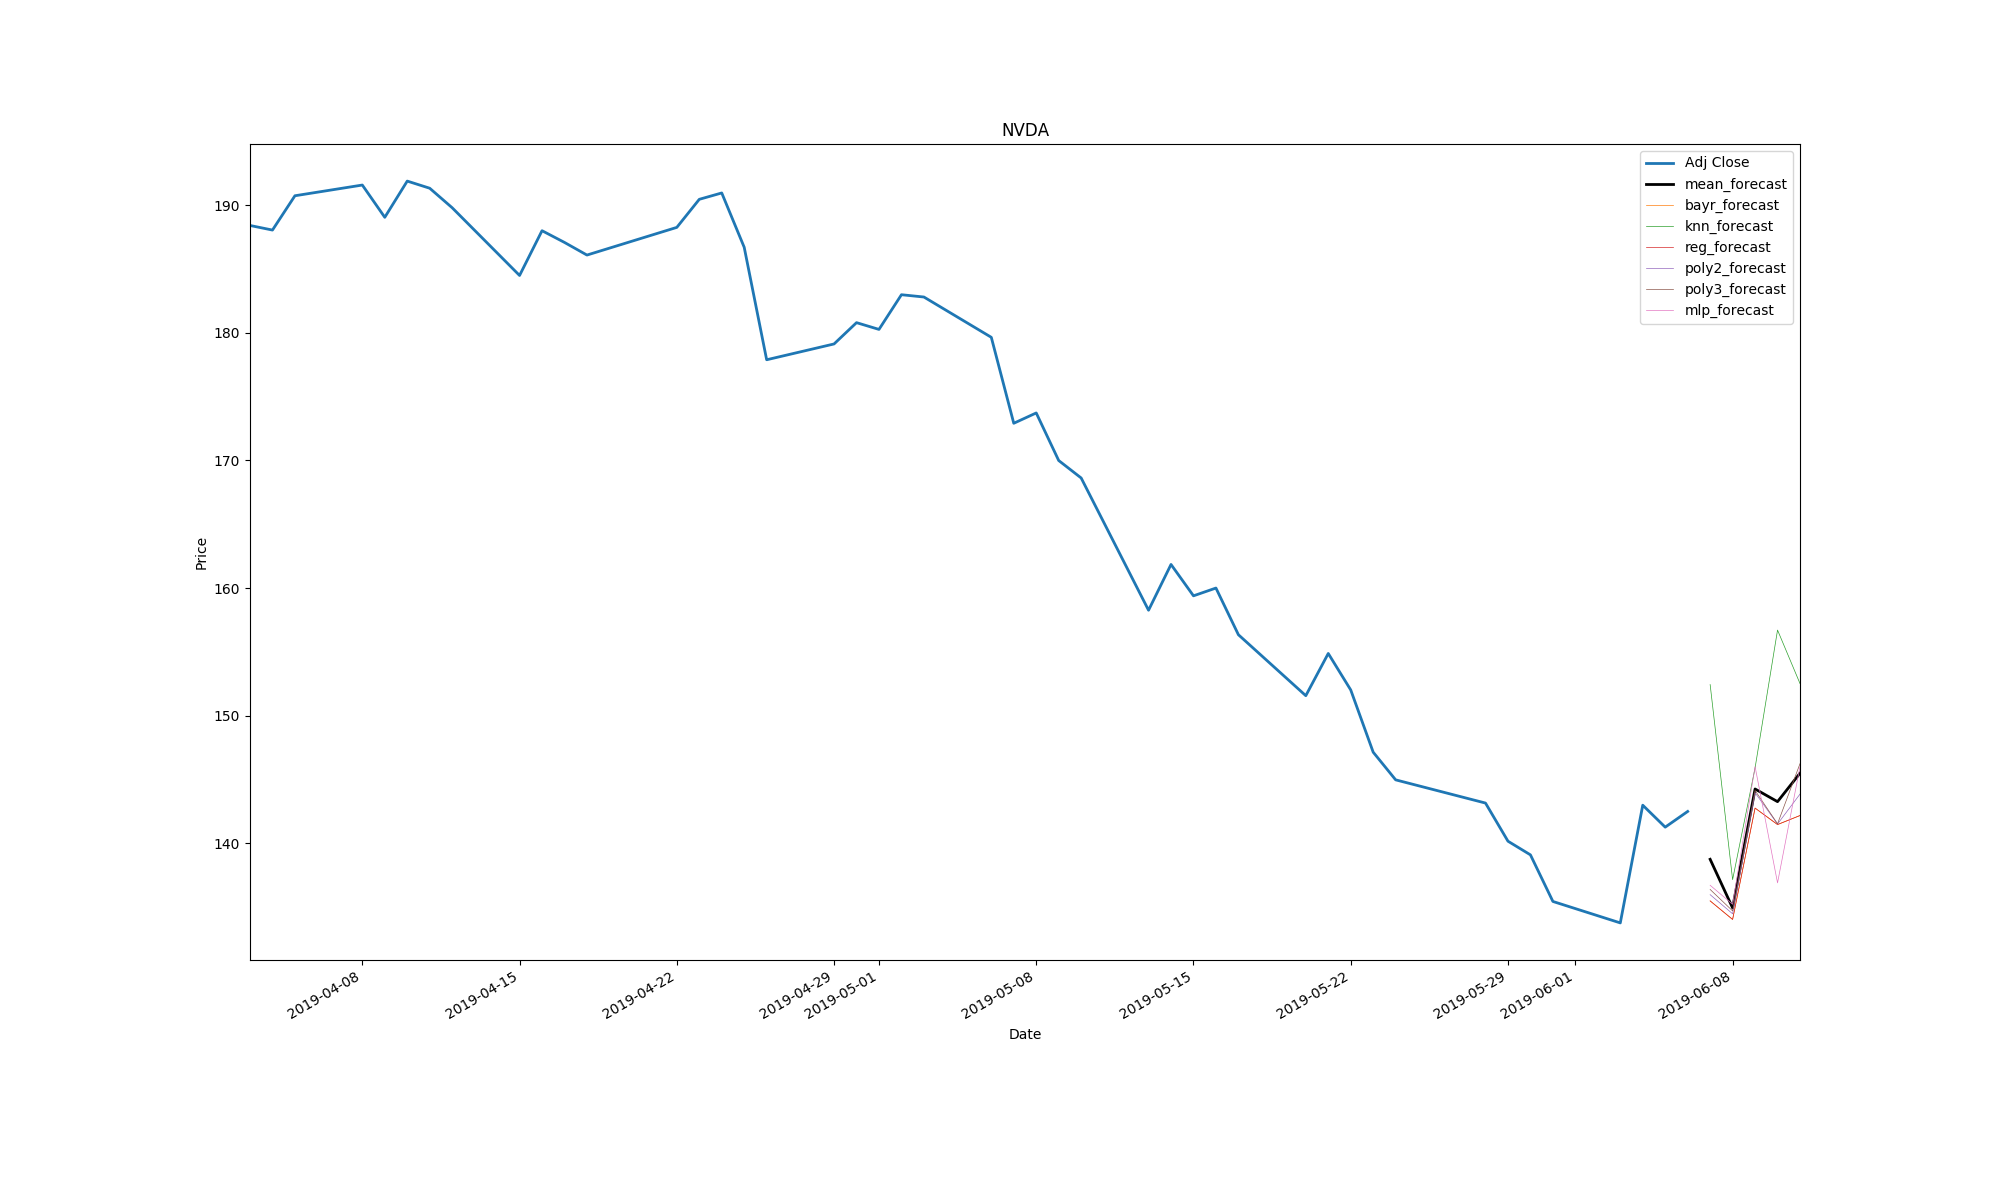 NVDA
Adj Close
mean_forecast
bayr_forecast
knn_forecast
reg_forecast
poly2_forecast
poly3_forecast
mlp_forecast
190
180
170
160
150
140
Price
2019-04-08
2019-04-15
2019-04-22
2019-04-29
2019-05-01
2019-05-08
2019-05-15
2019-05-22
2019-05-29
2019-06-01
2019-06-08
Date